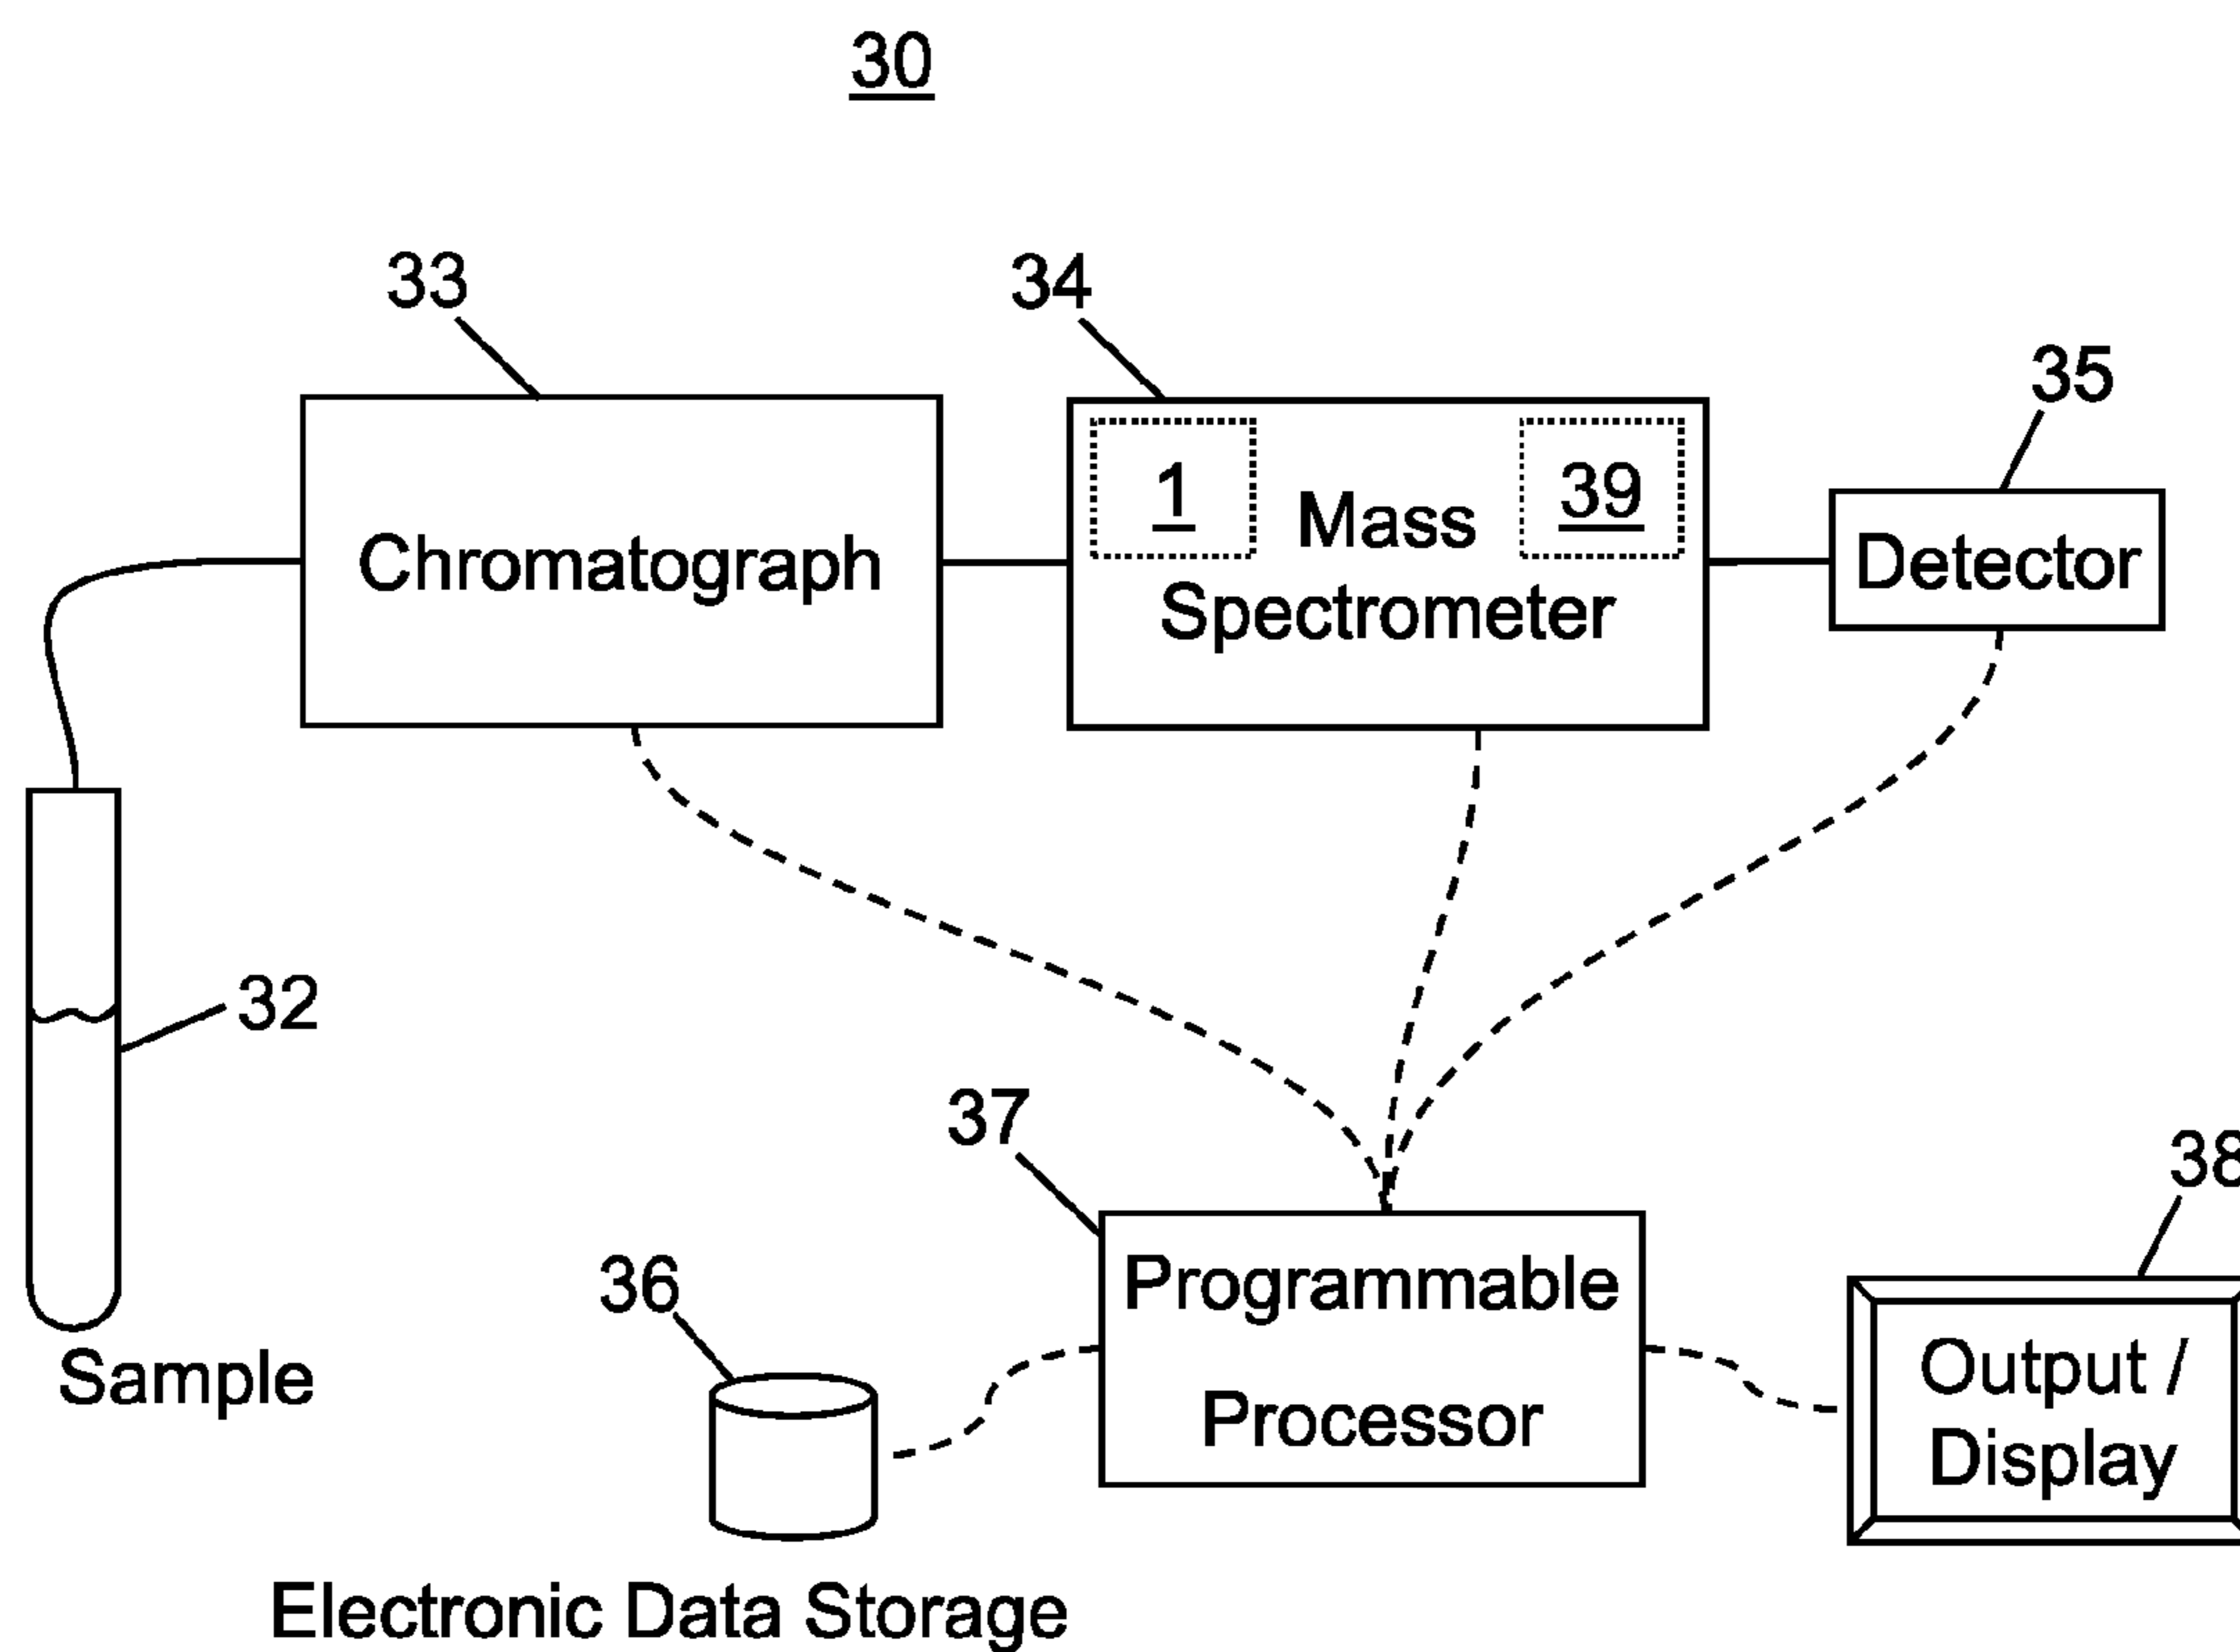 30
33
34
35
1
39
Chromatograph
Mass
Spectrometer
Detector
32
37
38
36
Programmable
Processor
Output /
Display
Sample
Electronic Data Storage